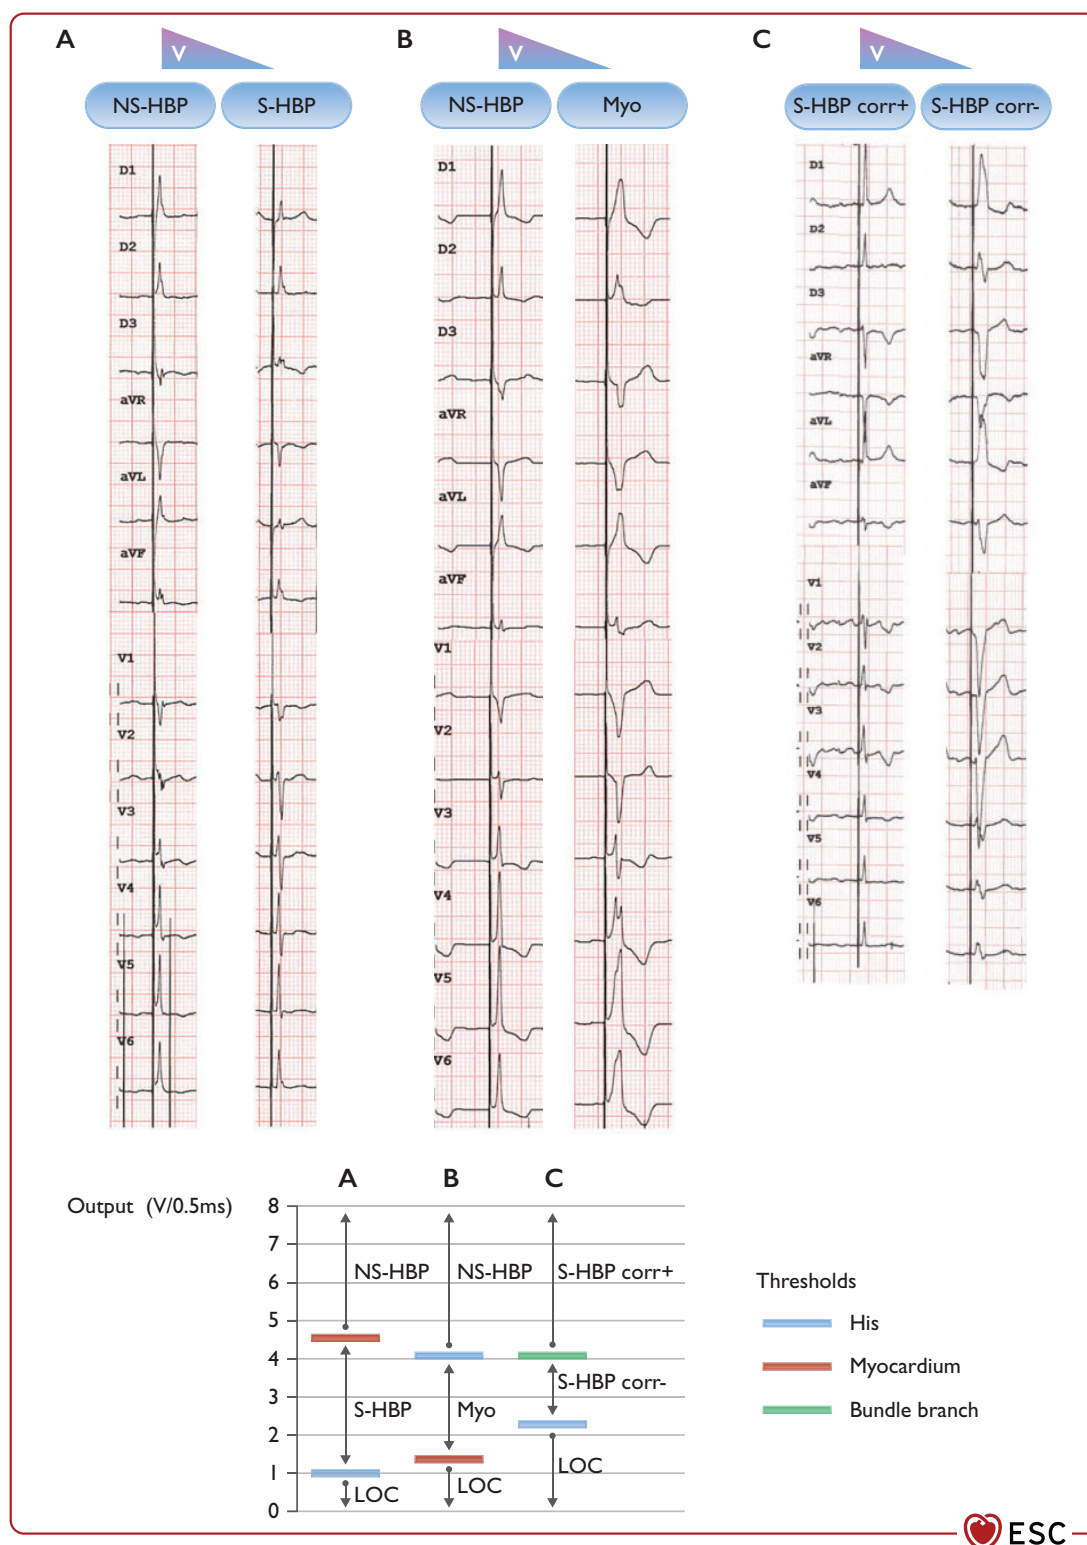 A
B
C
V
V
V
NS-HBP
S-HBP
NS-HBP
Myo
S-HBP corr+
S-HBP corr-
D1
D2
D3
aVR
aVL
aVF
V1
V2
V3
V4
V5
V6
D1
D2
D3
aVR
aVL
aVF
V1
V2
V3
V4
V5
V6
D1
D2
D3
aVR
aVL
aVF
V1
V2
V3
V4
V5
V6
A
B
C
Output (V/0.5ms)
8
7
6
5
4
3
2
1
0
NS-HBP
NS-HBP
S-HBP corr+
S-HBP corr-
S-HBP
Myo
LOC
LOC
LOC
Thresholds
His
Myocardium
Bundle branch
ESC